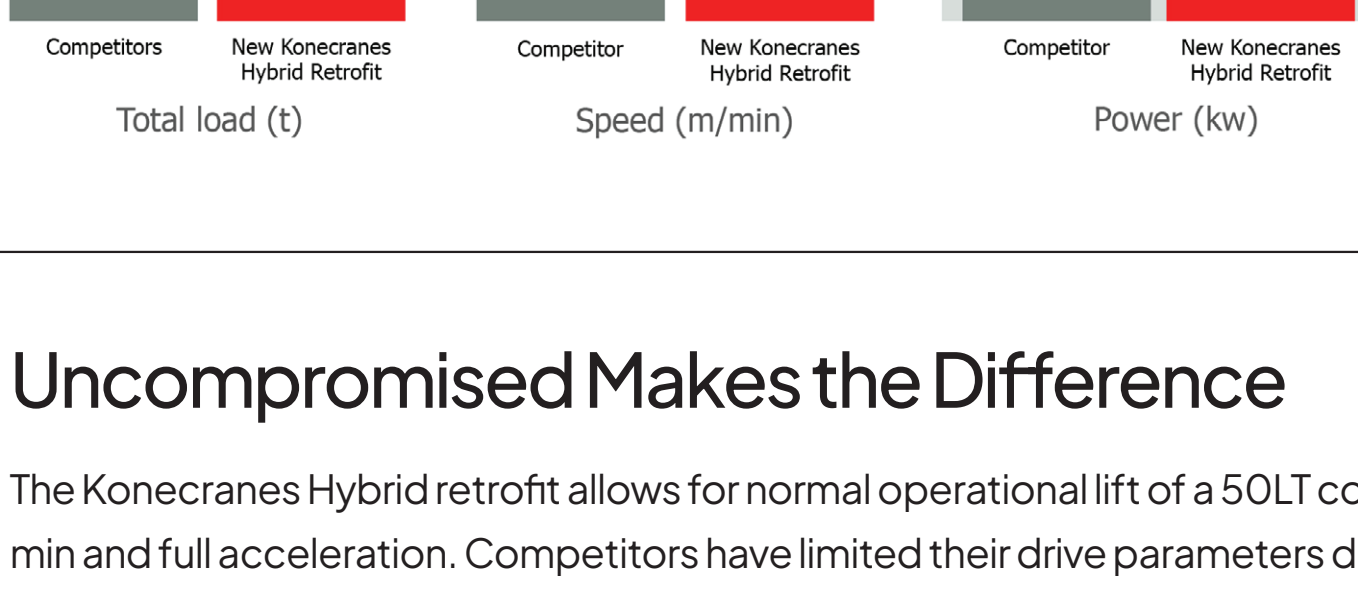 Competitors
New Konecranes
Hybrid Retrofit
Total load (t)
Competitor
New Konecranes
Hybrid Retrofit
Speed (m/min)
Competitor
New Konecranes
Hybrid Retrofit
Power (kw)
Uncompromised Makes the Difference
The Konecranes Hybrid retrofit allows for normal operational lift of a 50LT
min and full acceleration. Competitors have limited their drive parameters